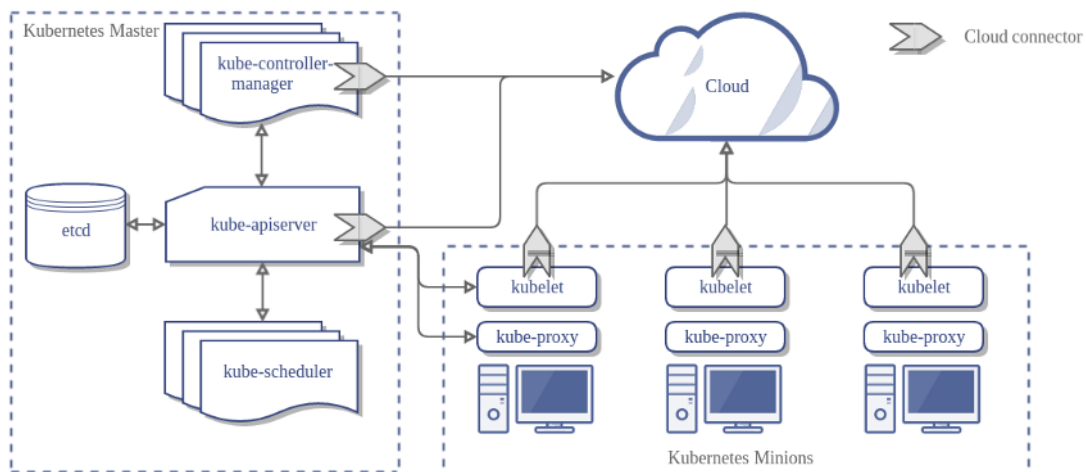 Kubernetes Master
kube-controller-
manager
Cloud
Cloud connector
etcd
kube-apiserver
kubelet
kubelet
kubelet
kube-proxy
kube-proxy
kube-proxy
kube-scheduler
Kubernetes Minions